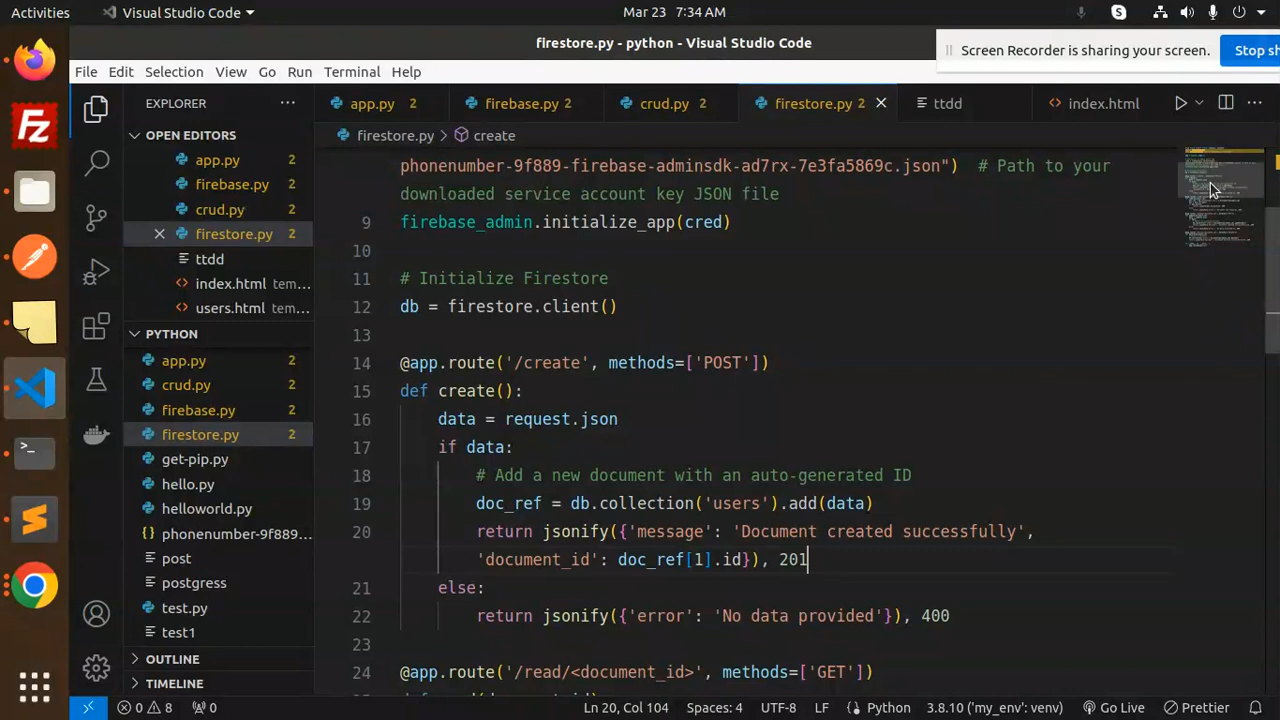 Activities
Visual Studio Code
Mar 23 7:34 AM
firestore.py - python - Visual Studio Code
Screen Recorder is sharing your screen.
Stop sh
File Edit Selection View Go Run Terminal Help
EXPLORER
app.py 2
firebase.py 2
crud.py 2
firestore.py 2
ttdd
index.html
OPEN EDITORS
app.py 2
firebase.py 2
crud.py 2
firestore.py 2
ttdd
index.html tem...
users.html tem...
PYTHON
app.py 2
crud.py 2
firebase.py 2
firestore.py 2
get-pip.py
hello.py
helloworld.py
{} phonenumber-9f889...
post
postgress
test.py
test1
OUTLINE
TIMELINE
firestore.py > create
phonenumber-9f889-firebase-adminsdk-ad7rx-7e3fa5869c.json") # Path to your
downloaded service account key JSON file
9 firebase_admin.initialize_app(cred)
10
11 # Initialize Firestore
12 db = firestore.client()
13
14 @app.route('/create', methods=['POST'])
15 def create():
16 data = request.json
17 if data:
18 # Add a new document with an auto-generated ID
19 doc_ref = db.collection('users').add(data)
20 return jsonify({'message': 'Document created successfully',
'document_id': doc_ref[1].id}), 201
21 else:
22 return jsonify({'error': 'No data provided'}), 400
23
24 @app.route('/read/<document_id>', methods=['GET'])
0 8
0
Ln 20, Col 104
Spaces: 4
UTF-8
LF
Python
3.8.10 ('my_env': venv)
Go Live
Prettier